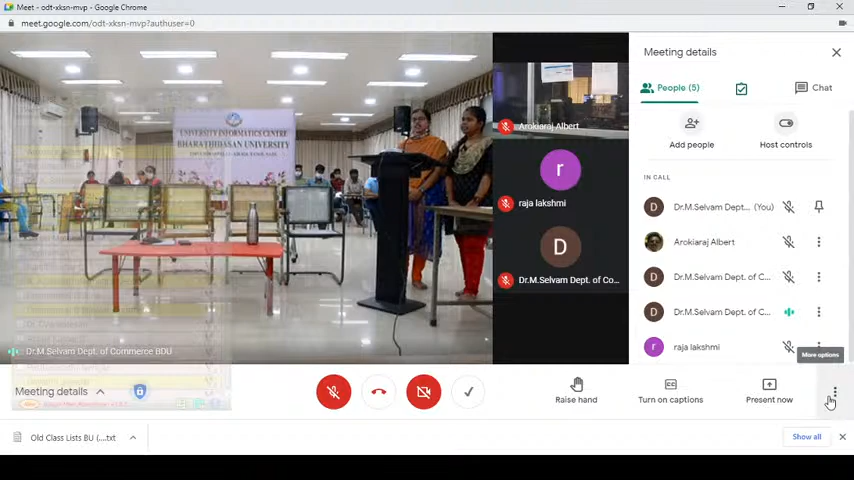 Meet - odt-xksn-mvp - Google Chrome
meet.google.com/odt-xksn-mvp?authuser=0
UNIVERSITY INFORMATICS CENTRE
BHARATHIDASAN UNIVERSITY
Dr.M.Selvam Dept. of Commerce BDU
Arokiaraj Albert
r
raja lakshmi
D
Dr.M.Selvam Dept. of Co...
Meeting details
People (5)
Chat
Add people
Host controls
IN CALL
D
Dr.M.Selvam Dept... (You)
Arokiaraj Albert
D
Dr.M.Selvam Dept. of C...
D
Dr.M.Selvam Dept. of C...
r
raja lakshmi
More options
Meeting details
Raise hand
Turn on captions
Present now
Old Class Lists BU (....txt
Show all